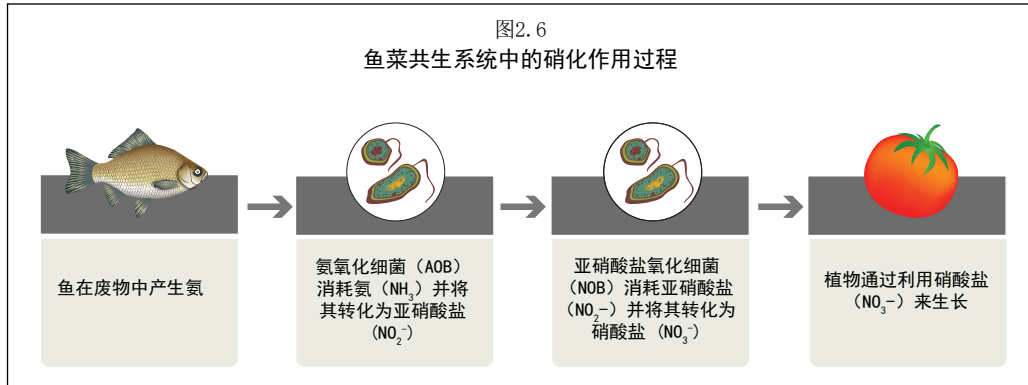 图2.6
鱼菜共生系统中的硝化作用过程
鱼在废物中产生氨
氨氧化细菌（AOB）
消耗氨（NH₃）并将
其转化为亚硝酸盐
(NO₂⁻)
亚硝酸盐氧化细菌
（NOB）消耗亚硝酸盐
(NO₂−) 并将其转化为
硝酸盐 (NO₃⁻)
植物通过利用硝酸盐
（NO₃⁻）来生长